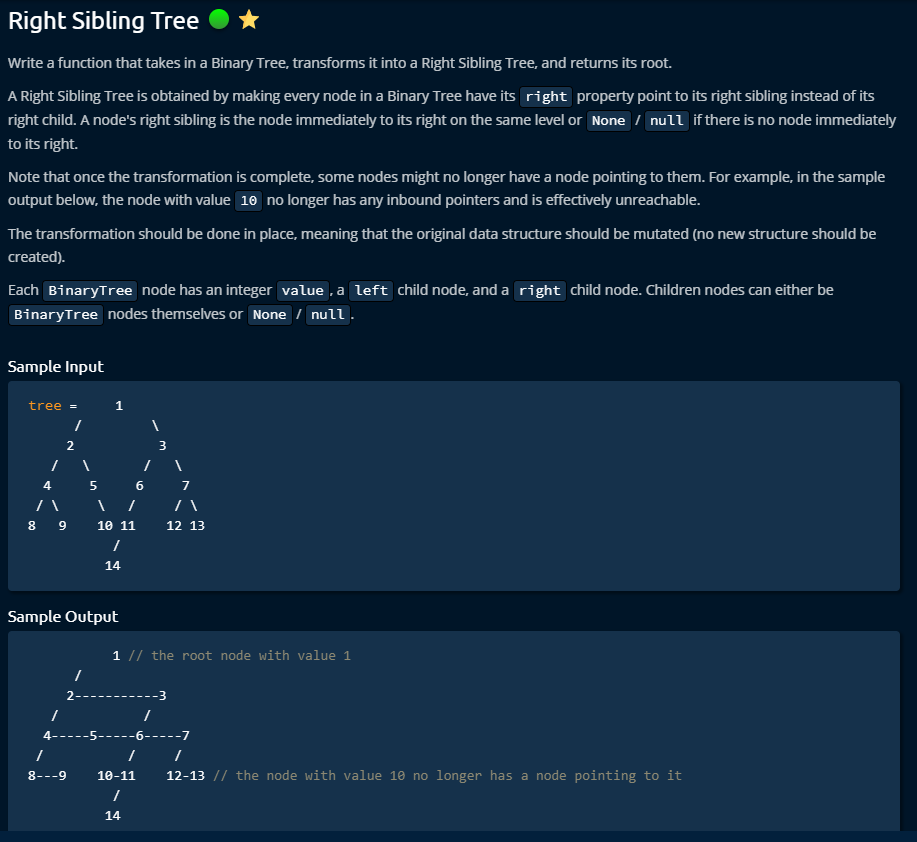 Right Sibling Tree
Write a function that takes in a Binary Tree, transforms it into a Right Sibling Tree, and returns its root.
A Right Sibling Tree is obtained by making every node in a Binary Tree have its right property point to its right sibling instead of its
right child. A node's right sibling is the node immediately to its right on the same level or None / null if there is no node immediately
to its right.
Note that once the transformation is complete, some nodes might no longer have a node pointing to them. For example, in the sample
output below, the node with value 10 no longer has any inbound pointers and is effectively unreachable.
The transformation should be done in place, meaning that the original data structure should be mutated (no new structure should be
created).
Each BinaryTree node has an integer value, a left child node, and a right child node. Children nodes can either be
BinaryTree nodes themselves or None / null.
Sample Input
tree =     1
      /         \
     2           3
   /   \       /   \
  4     5     6     7
 / \     \   /     / \
8   9    10 11    12 13
           /
          14
Sample Output
           1 // the root node with value 1
      /
     2-----------3
   /           /
  4-----5-----6-----7
 /           /     /
8---9    10-11    12-13 // the node with value 10 no longer has a node pointing to it
           /
          14